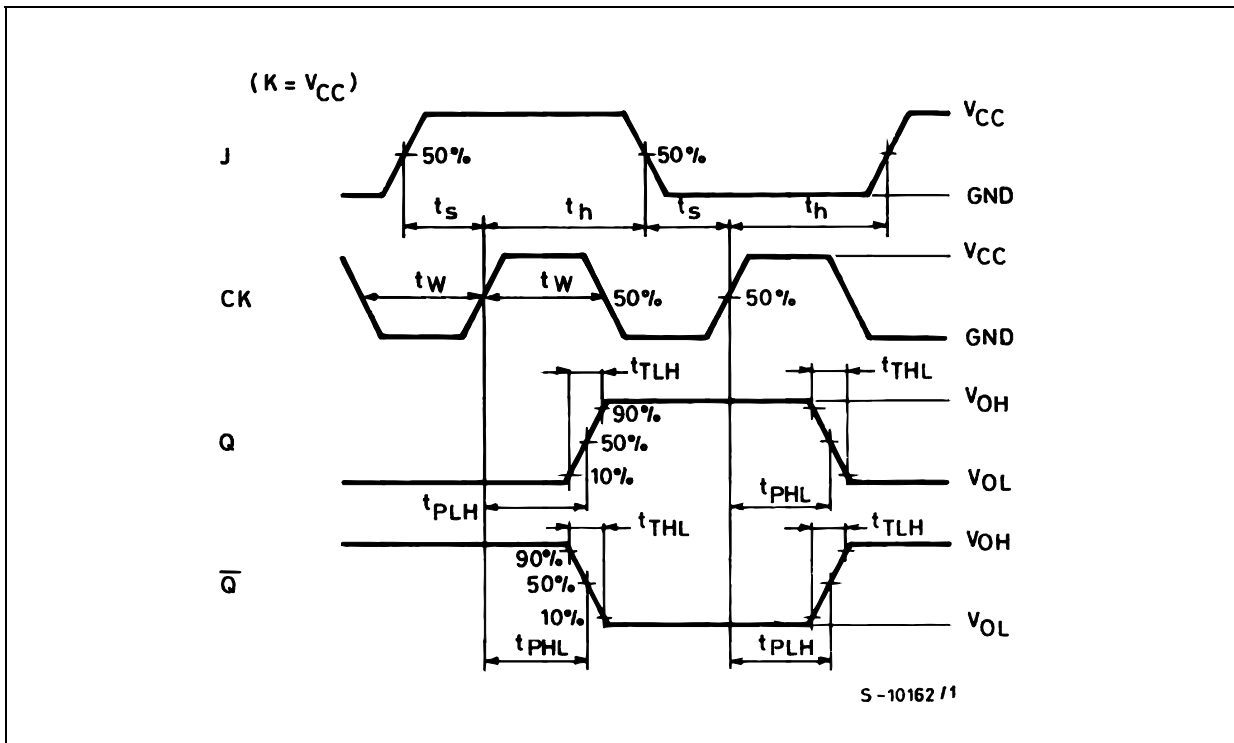 (K = VCC)
VCC
J
50%
50%
GND
ts
th
ts
th
VCC
CK
tW
tW
50%
50%
GND
tTLH
tTHL
VOH
90%
Q
50%
10%
VOL
tPLH
tPHL
tTHL
tTLH
VOH
90%
Q̅
50%
10%
VOL
tPHL
tPLH
S-10162/1